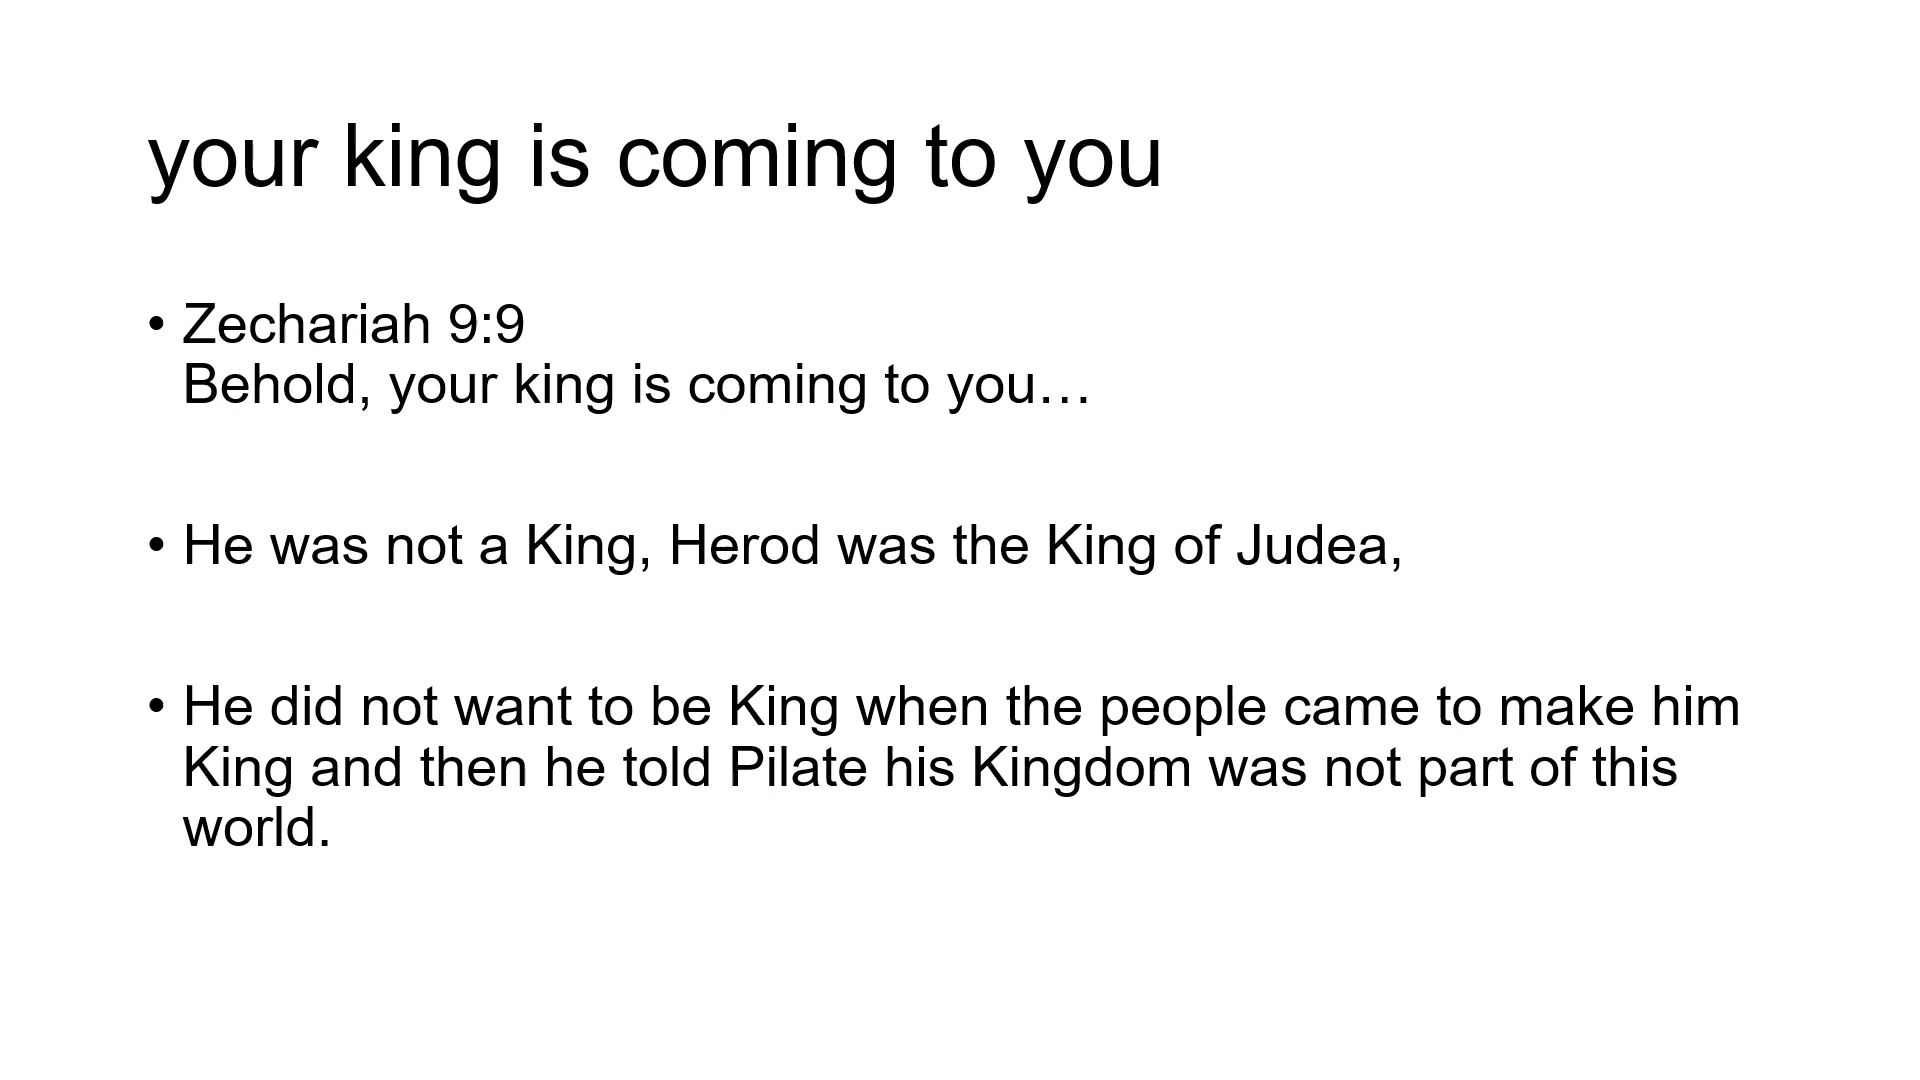 your king is coming to you
• Zechariah 9:9
Behold, your king is coming to you…
• He was not a King, Herod was the King of Judea,
• He did not want to be King when the people came to make him
King and then he told Pilate his Kingdom was not part of this
world.